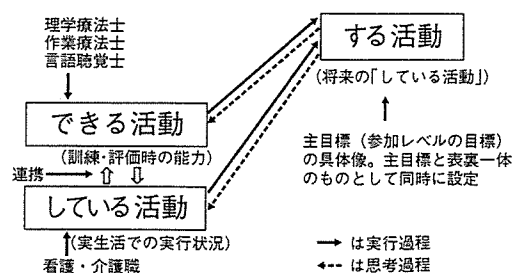 理学療法士
作業療法士
言語聴覚士
する活動
(将来の「している活動」)
できる活動
(訓練・評価時の能力)
連携
している活動
(実生活での実行状況)
看護・介護職
主目標（参加レベルの目標）
の具体像。主目標と表裏一体
のものとして同時に設定
は実行過程
は思考過程